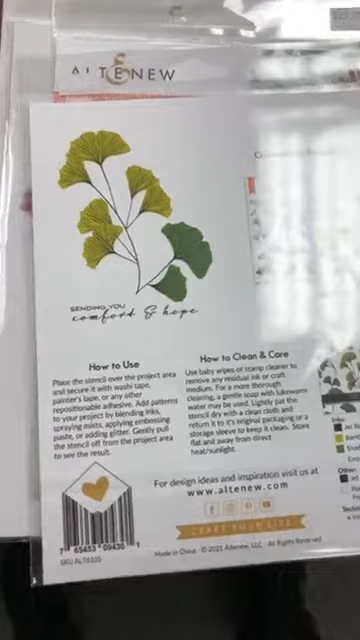 ALTENEW
SENDING YOU
comfort & hope
How to Use
Place the stencil over the project area
and secure it with washi tape,
painter's tape, or any other
repositionable adhesive. Add patterns
to your project by blending inks,
spraying mists, applying embossing
paste, or adding glitter. Gently pull
the stencil off from the project area
to see the result.
How to Clean & Care
Use baby wipes or stamp cleaner to
remove any residual ink or craft
medium. For a more thorough
cleaning, a gentle soap with lukewarm
water may be used. Lightly pat the
stencil dry with a clean cloth and
return it to its original packaging or a
storage sleeve to keep it clean. Store
flat and away from direct
heat/sunlight.
Inks:
For design ideas and inspiration visit us at
www.altenew.com
CRAFT YOUR LIFE
Made in China · © 2021 Altenew, LLC · All Rights Reserved
7 65453 09430 1